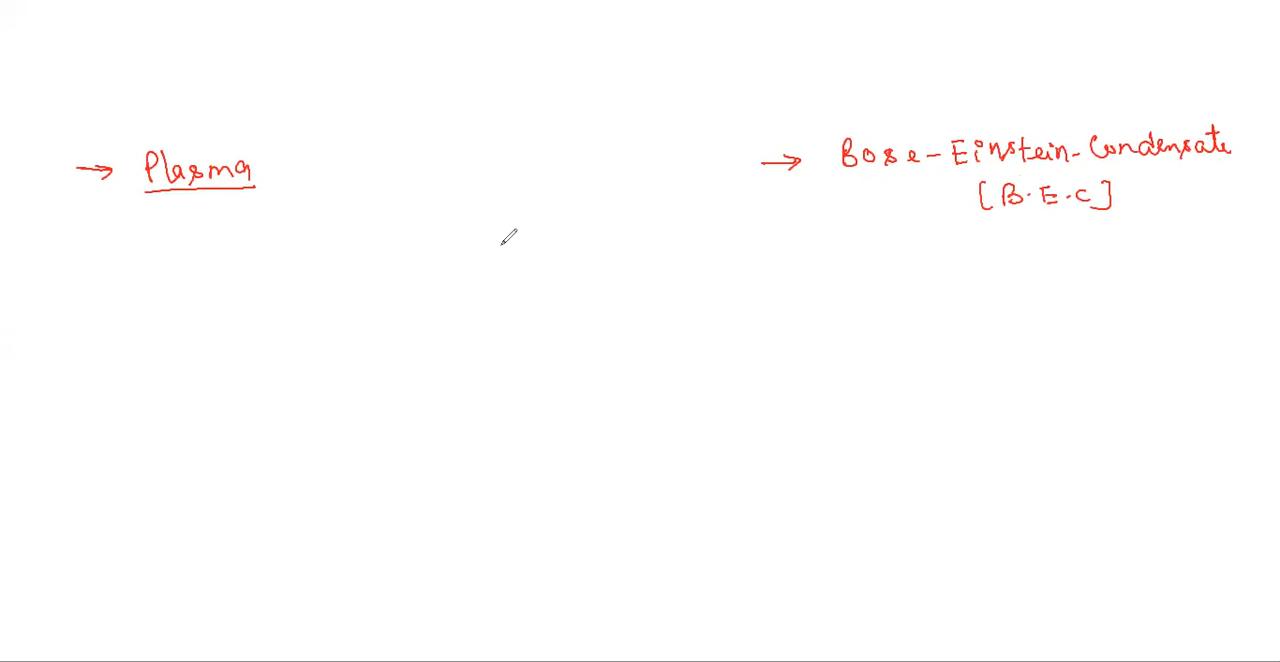 → Plasma
→ Bose-Einstein-Condensate
[B.E.C]